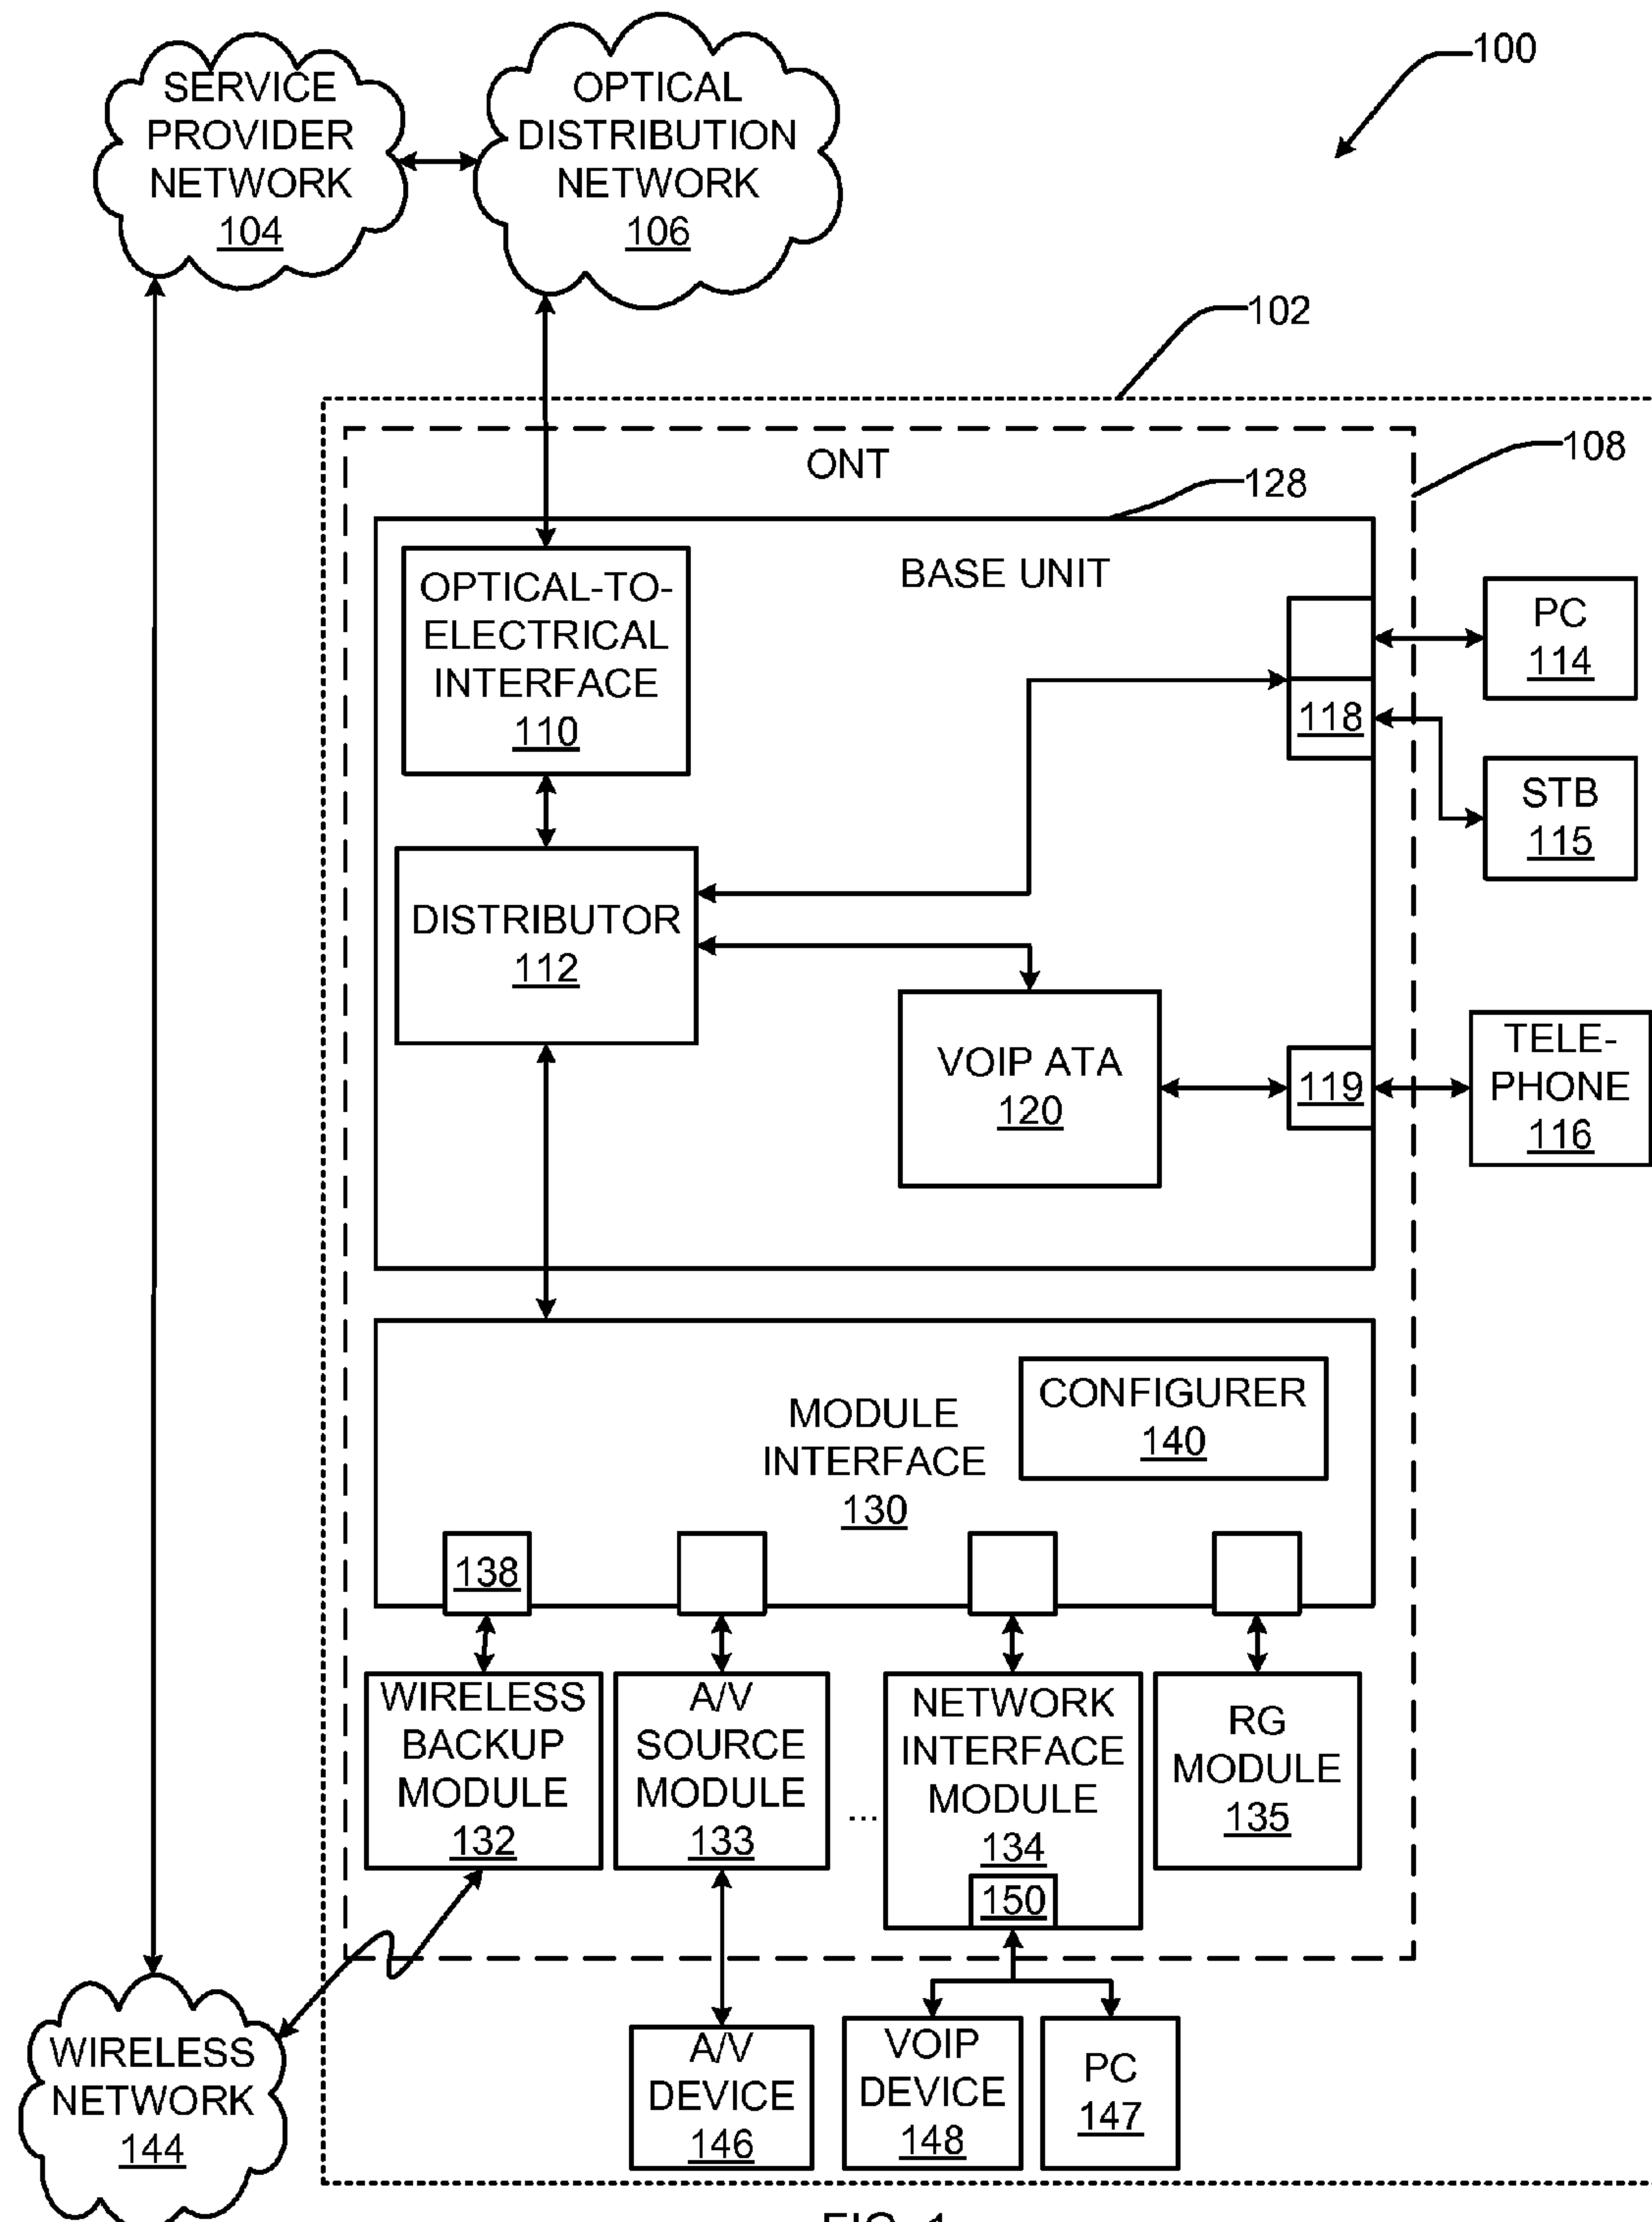 100
SERVICE
PROVIDER
NETWORK
104
OPTICAL
DISTRIBUTION
NETWORK
106
102
108
ONT
128
BASE UNIT
OPTICAL-TO-
ELECTRICAL
INTERFACE
110
PC
114
118
STB
115
DISTRIBUTOR
112
VOIP ATA
120
119
TELE-
PHONE
116
MODULE
INTERFACE
130
CONFIGURER
140
138
WIRELESS
BACKUP
MODULE
132
A/V
SOURCE
MODULE
133
...
NETWORK
INTERFACE
MODULE
134
150
RG
MODULE
135
WIRELESS
NETWORK
144
A/V
DEVICE
146
VOIP
DEVICE
148
PC
147
FIG. 1